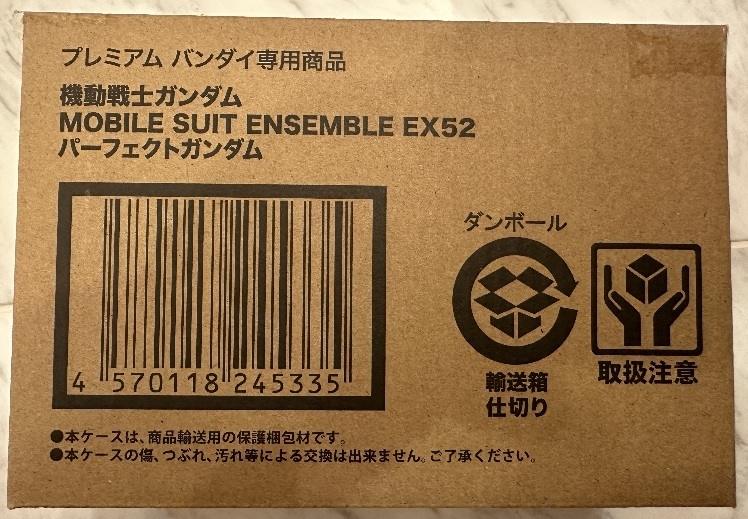 プレミアム バンダイ専用商品
機動戦士ガンダム
MOBILE SUIT ENSEMBLE EX52
パーフェクトガンダム
4 570118 245335
ダンボール
輸送箱
仕切り
取扱注意
●本ケースは、商品輸送用の保護梱包材です。
●本ケースの傷、つぶれ、汚れ等による交換は出来ません。ご了承ください。